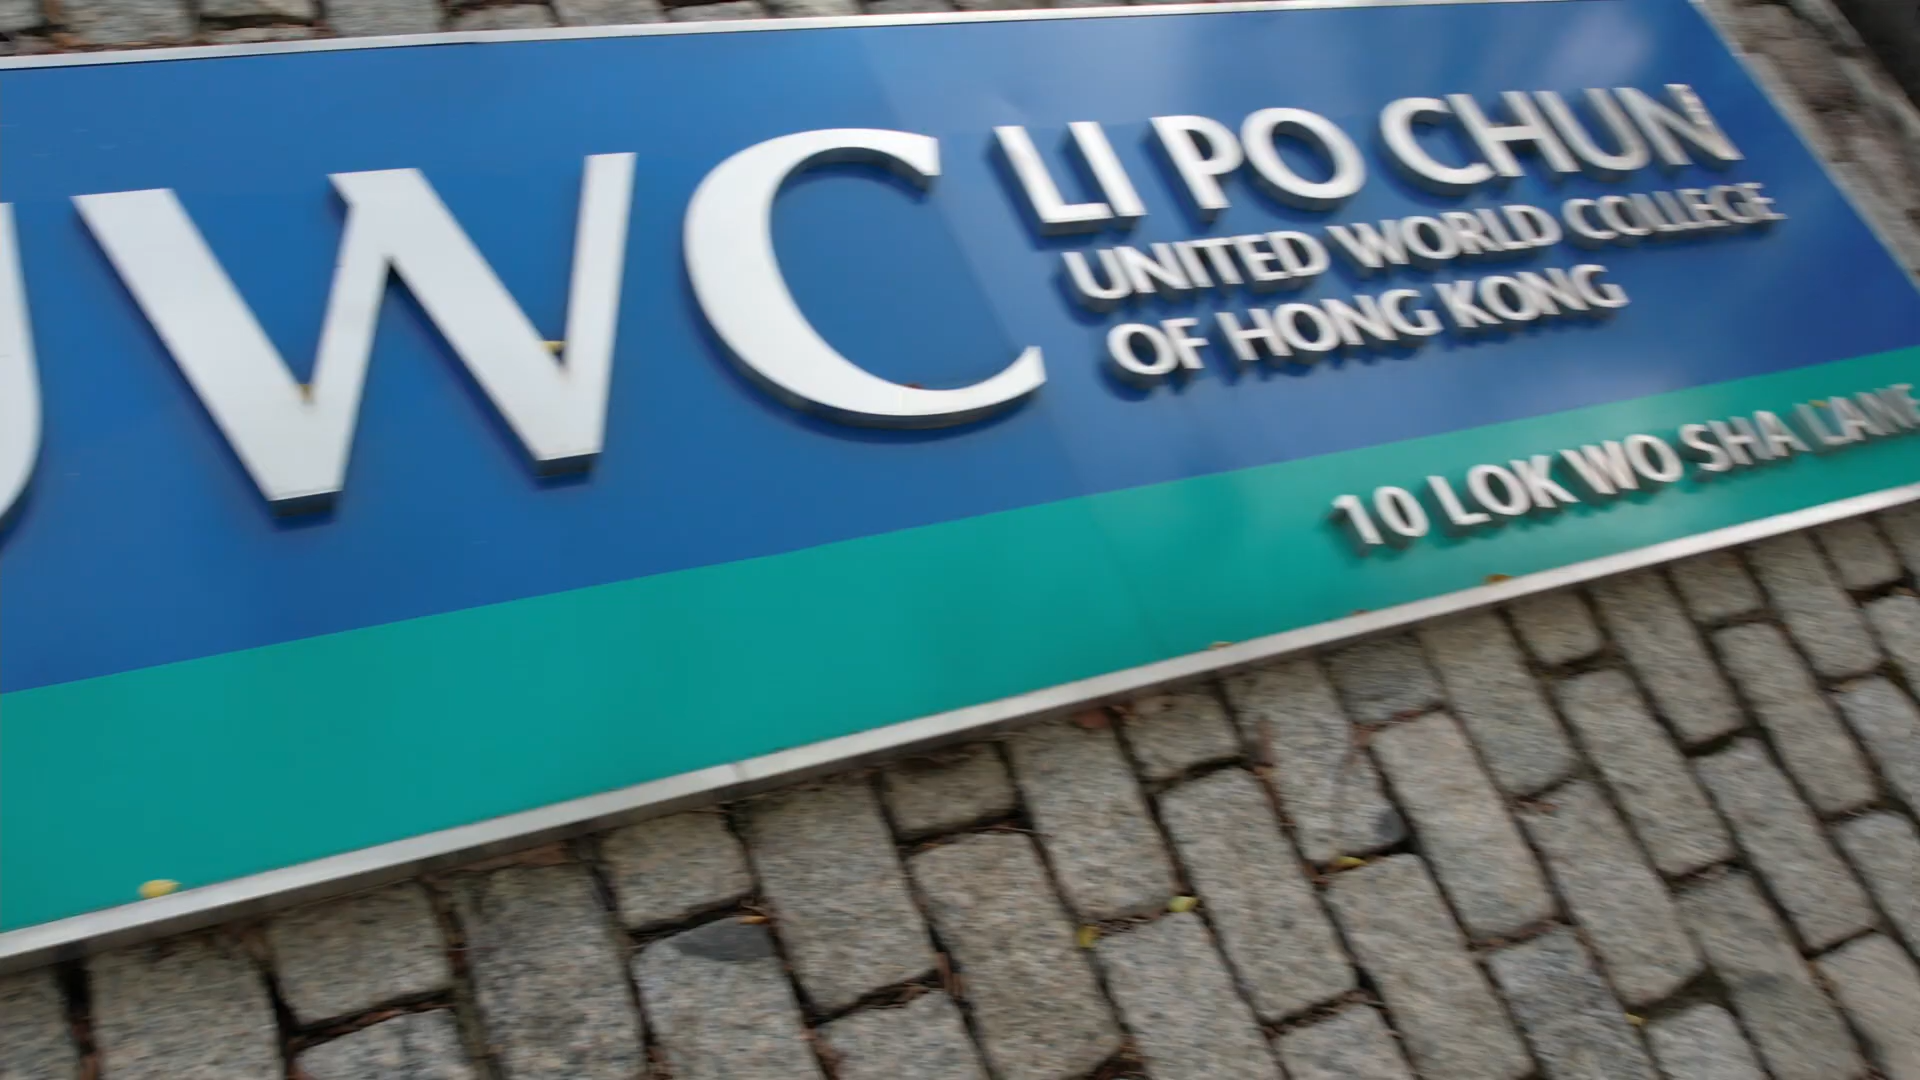 UWC
LI PO CHUN
UNITED WORLD COLLEGE
OF HONG KONG
10 LOK WO SHA LANE